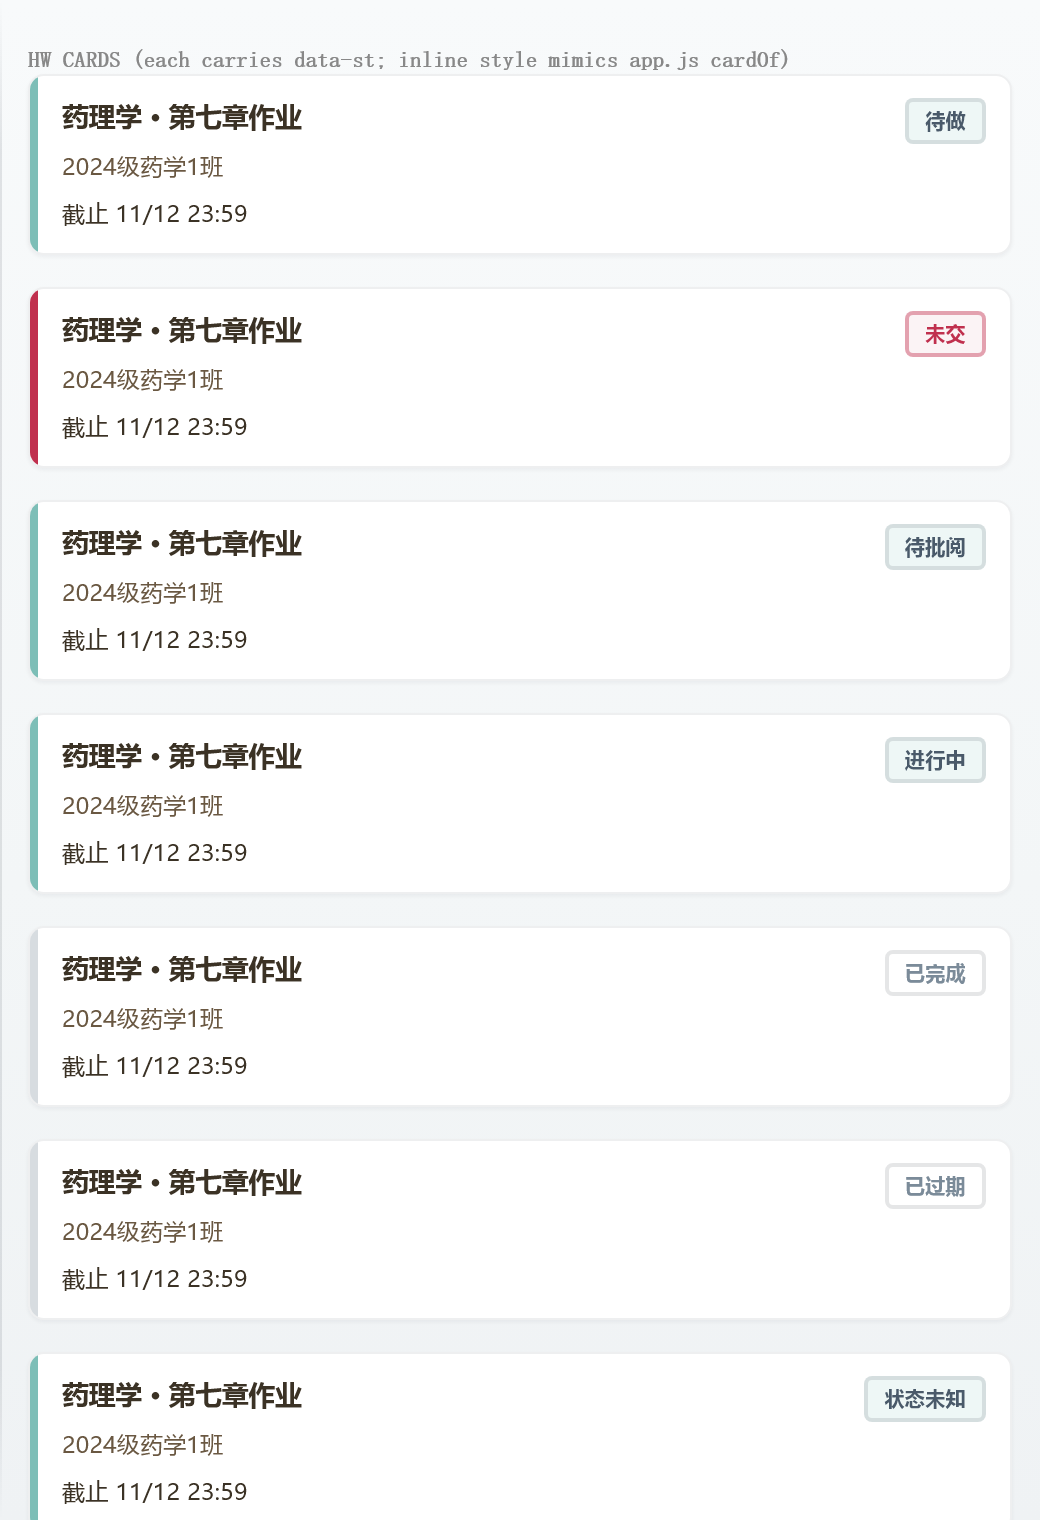 HW CARDS (each carries data-st; inline style mimics app.js cardOf)
药理学·第七章作业
待做
2024级药学1班
截止 11/12 23:59
药理学·第七章作业
未交
2024级药学1班
截止 11/12 23:59
药理学·第七章作业
待批阅
2024级药学1班
截止 11/12 23:59
药理学·第七章作业
进行中
2024级药学1班
截止 11/12 23:59
药理学·第七章作业
已完成
2024级药学1班
截止 11/12 23:59
药理学·第七章作业
已过期
2024级药学1班
截止 11/12 23:59
药理学·第七章作业
状态未知
2024级药学1班
截止 11/12 23:59